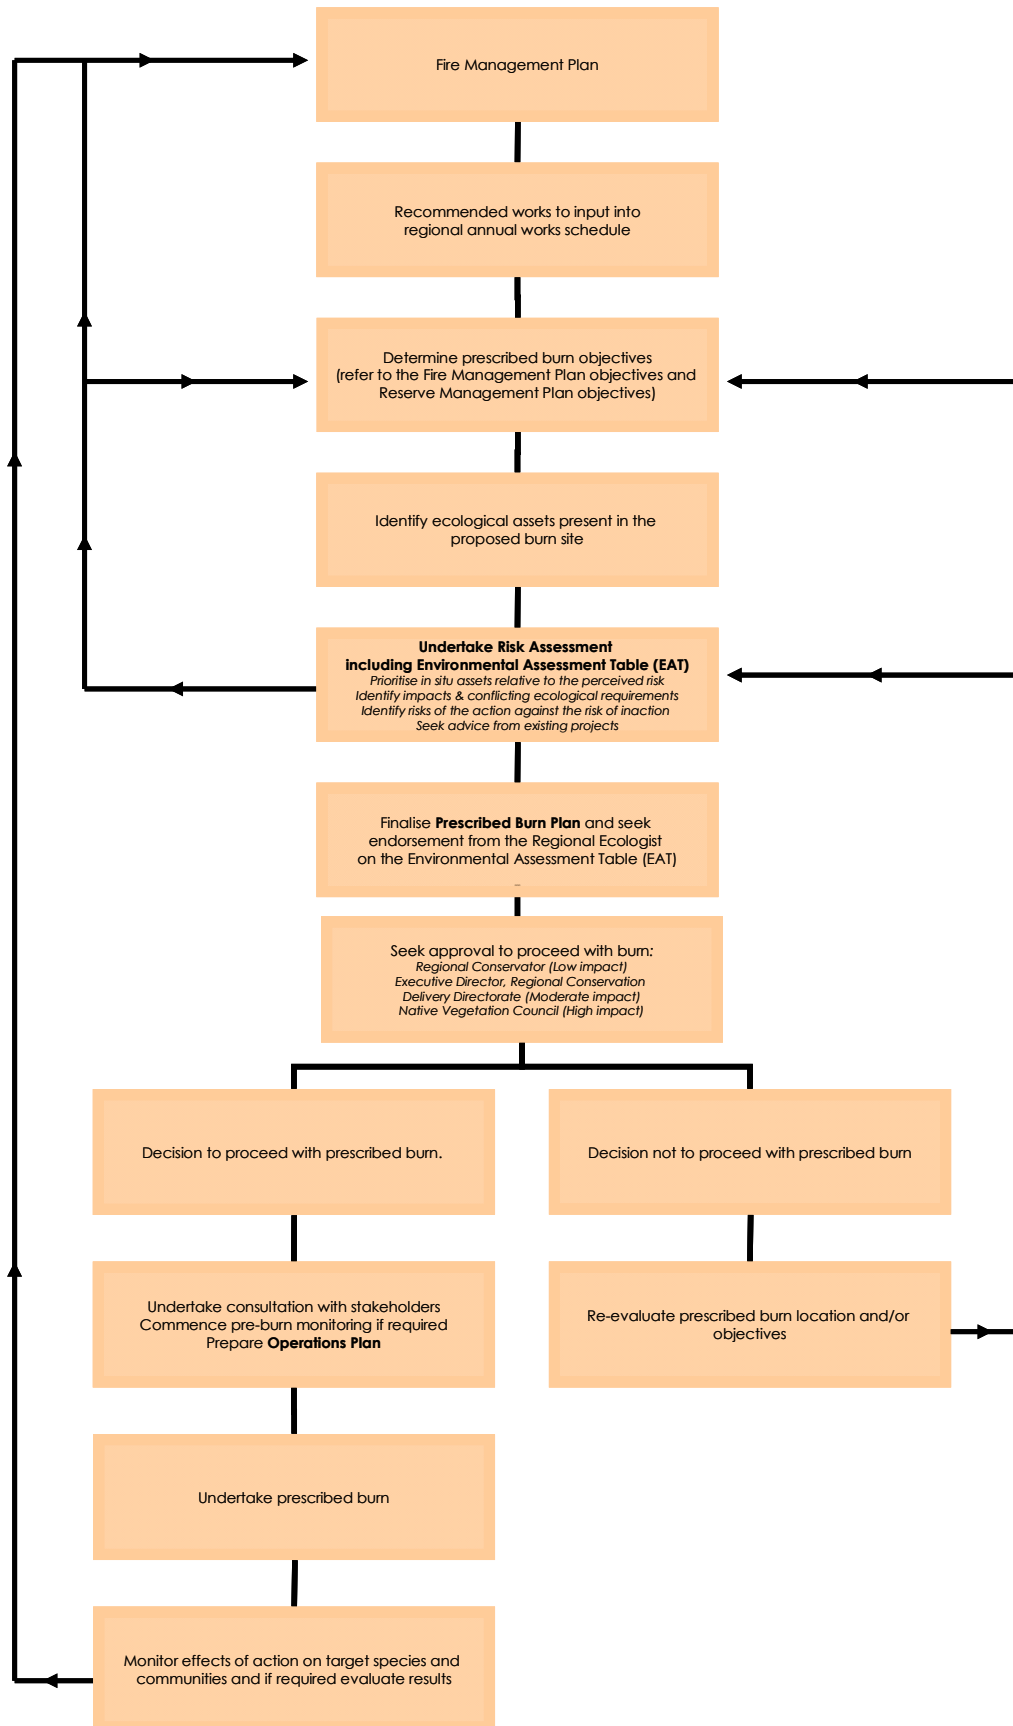 Fire Management Plan
Recommended works to input into
regional annual works schedule
Determine prescribed burn objectives
(refer to the Fire Management Plan objectives and
Reserve Management Plan objectives)
Identify ecological assets present in the
proposed burn site
Undertake Risk Assessment
including Environmental Assessment Table (EAT)
Prioritise in situ assets relative to the perceived risk
Identify impacts & conflicting ecological requirements
Identify risks of the action against the risk of inaction
Seek advice from existing projects
Finalise Prescribed Burn Plan and seek
endorsement from the Regional Ecologist
on the Environmental Assessment Table (EAT)
Seek approval to proceed with burn:
Regional Conservator (Low impact)
Executive Director, Regional Conservation
Delivery Directorate (Moderate impact)
Native Vegetation Council (High impact)
Decision to proceed with prescribed burn.
Decision not to proceed with prescribed burn
Undertake consultation with stakeholders
Commence pre-burn monitoring if required
Prepare Operations Plan
Re-evaluate prescribed burn location and/or
objectives
Undertake prescribed burn
Monitor effects of action on target species and
communities and if required evaluate results